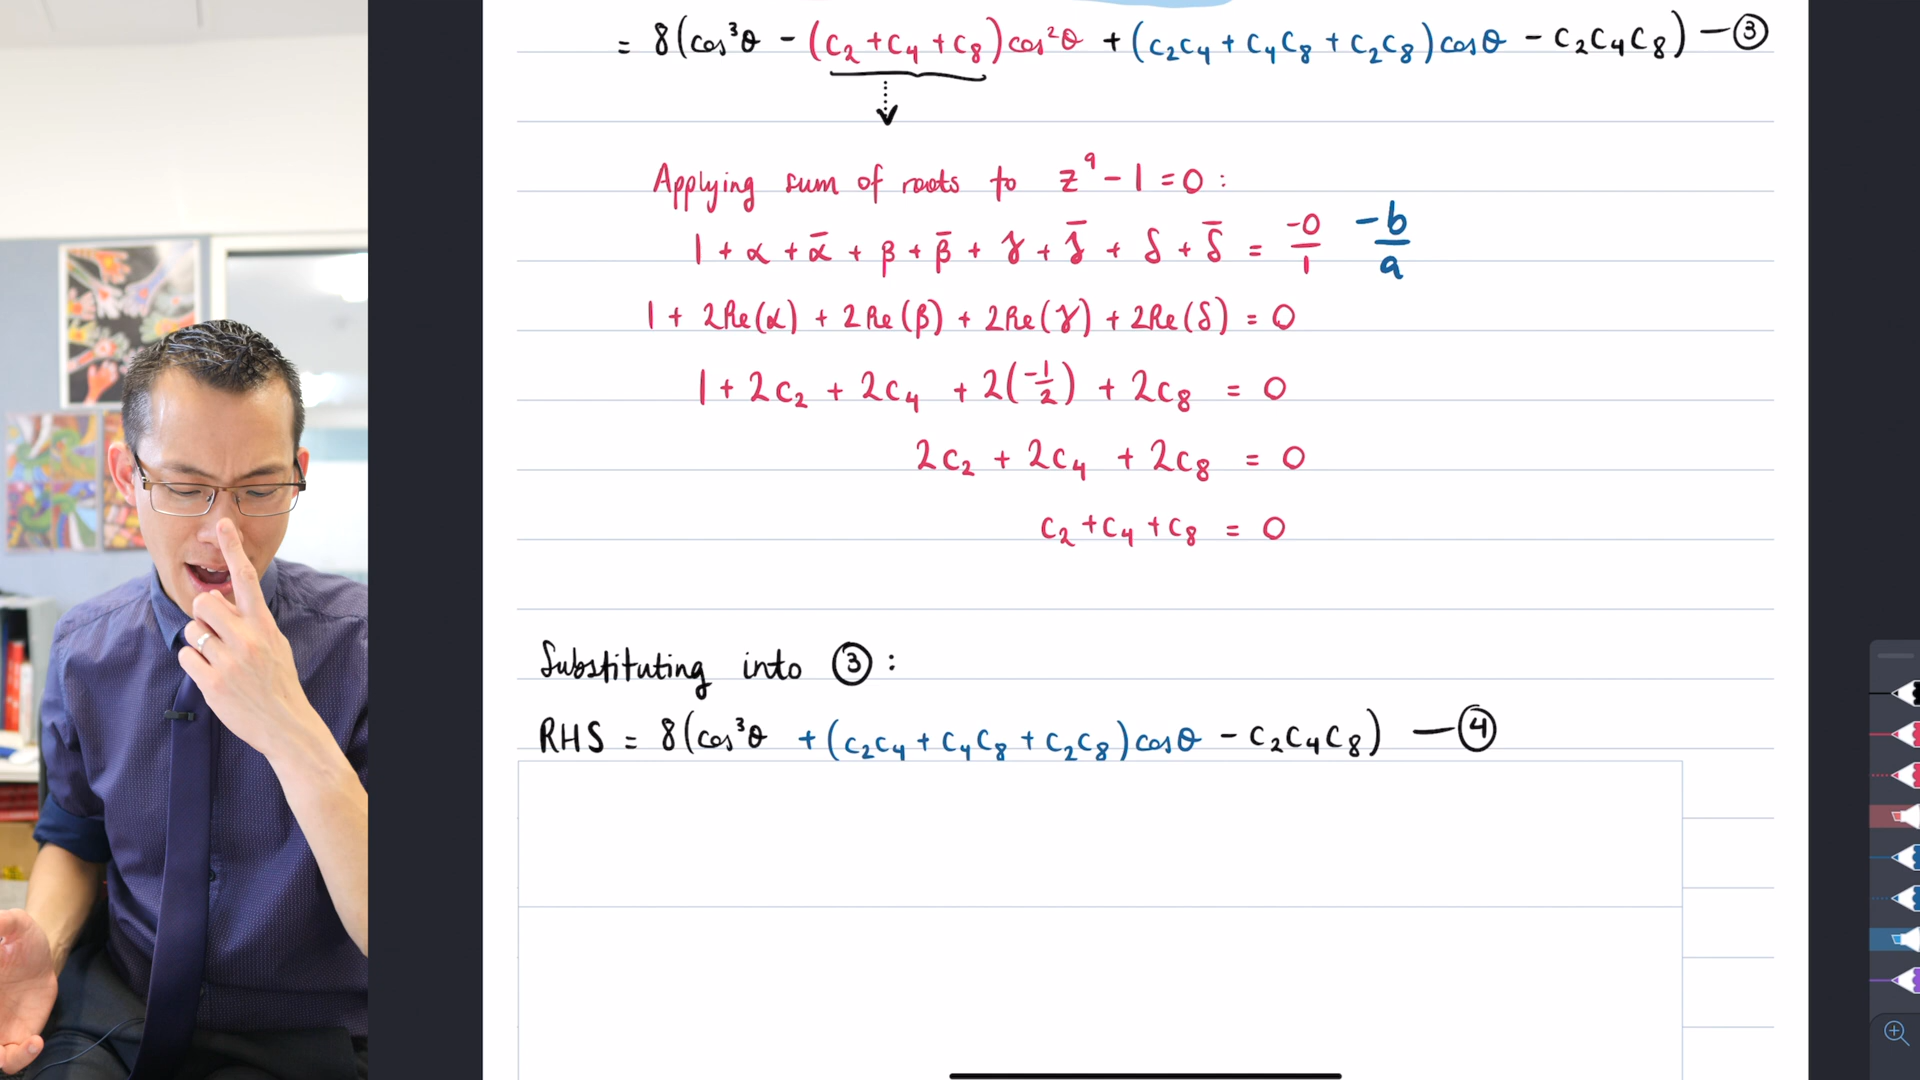 = 8(cos³θ - (c₂ + c₄ + c₈)cos²θ + (c₂c₄ + c₄c₈ + c₂c₈)cosθ - c₂c₄c₈) — ③
Applying sum of roots to z⁹ - 1 = 0 :
1 + α + ᾱ + β + β̄ + γ + γ̄ + δ + δ̄ = -0/1 -b/a
1 + 2Re(α) + 2Re(β) + 2Re(γ) + 2Re(δ) = 0
1 + 2c₂ + 2c₄ + 2(-1/2) + 2c₈ = 0
2c₂ + 2c₄ + 2c₈ = 0
c₂ + c₄ + c₈ = 0
Substituting into ③ :
RHS = 8(cos³θ + (c₂c₄ + c₄c₈ + c₂c₈)cosθ - c₂c₄c₈) — ④